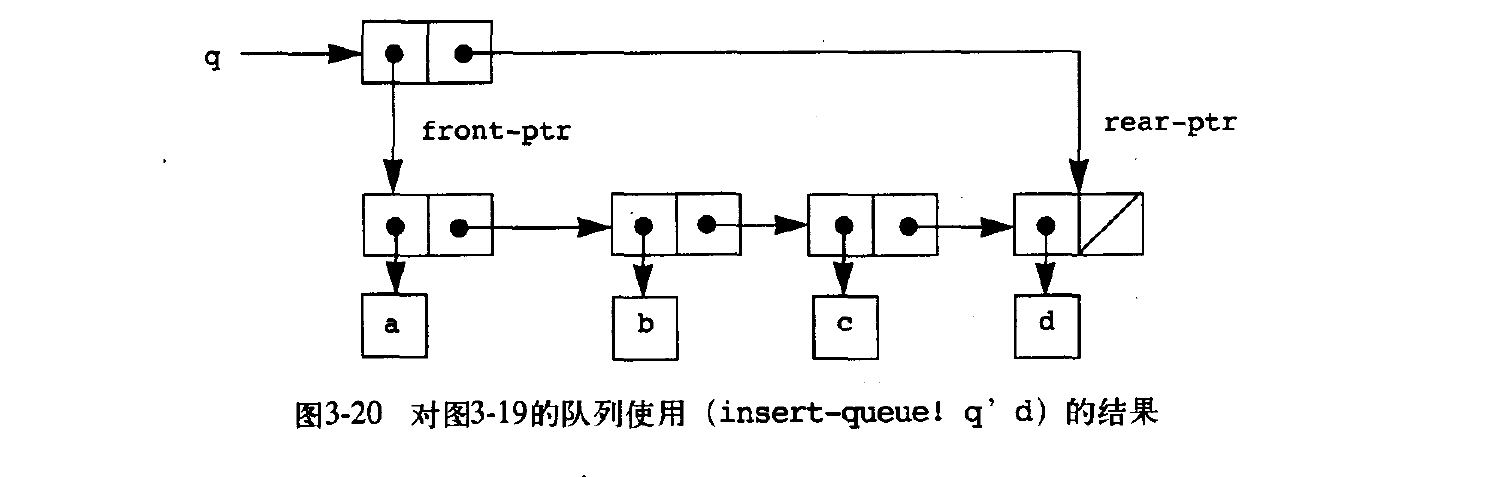 q
front-ptr
rear-ptr
a b c d
图3-20 对图3-19的队列使用（insert-queue! q’ d）的结果